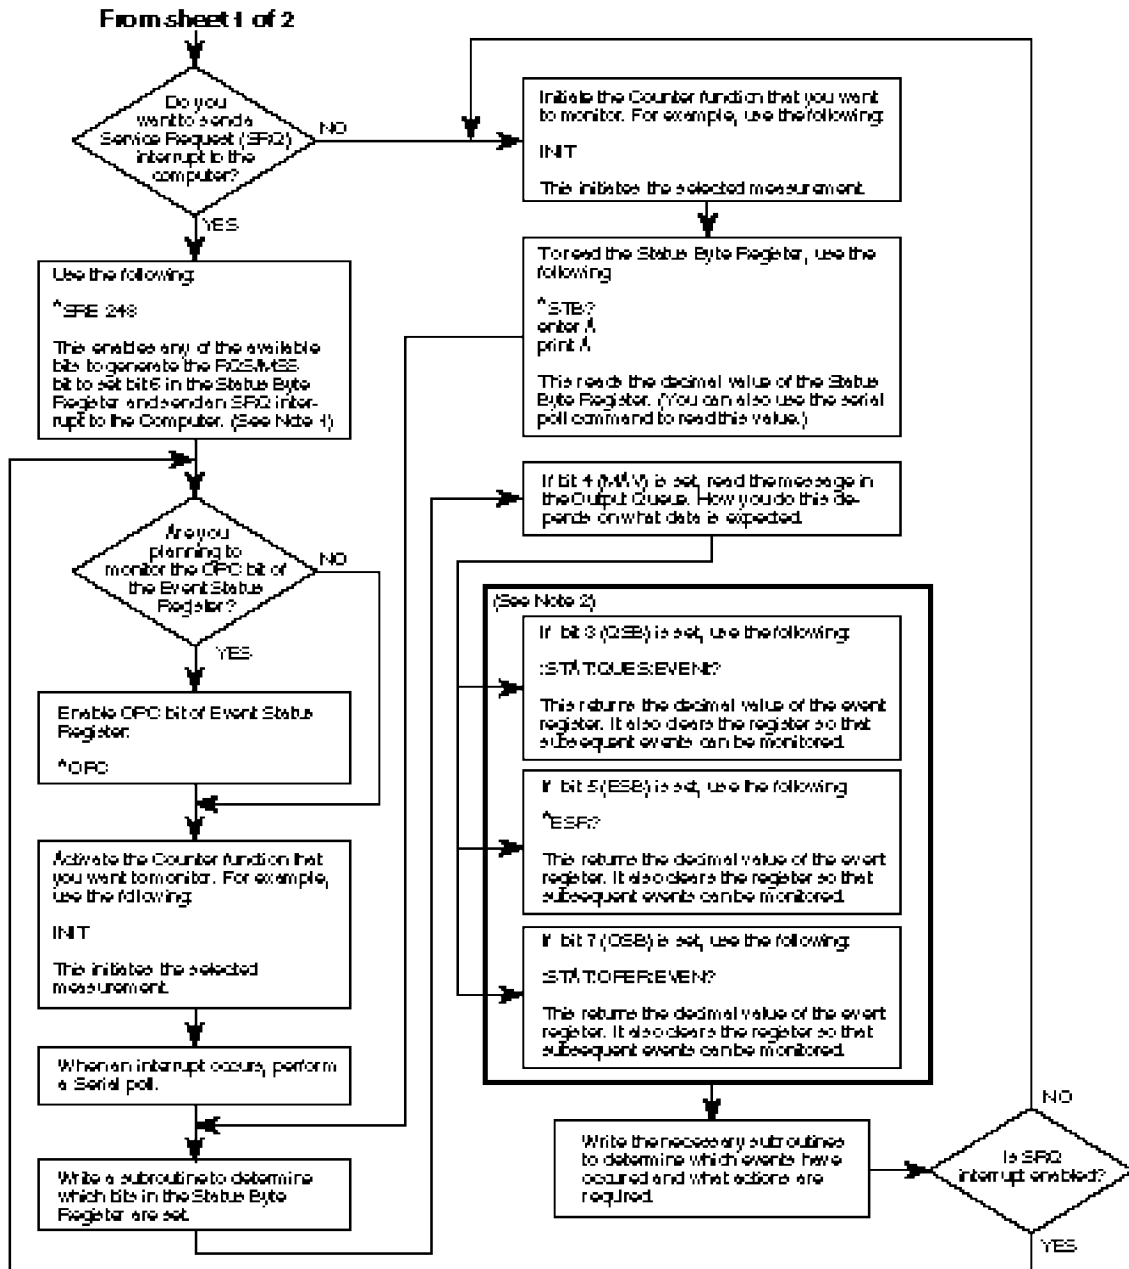 From sheet 1 of 2
Do you
want to send a
Service Request (SRQ)
interrupt to the
computer?
NO
YES
Use the following:
*SRE 248
This enables any of the available
bits to generate the RQS/MSS
bit to set bit 6 in the Status Byte
Register and send an SRQ inter-
rupt to the Computer. (See Note 1)
Are you
planning to
monitor the OPC bit of
the Event Status
Register?
NO
YES
Enable OPC bit of Event Status
Register.
*OPC
Activate the Counter function that
you want to monitor. For example,
use the following:
INIT
This initiates the selected
measurement.
When an interrupt occurs, perform
a Serial poll.
Write a subroutine to determine
which bits in the Status Byte
Register are set.
Initiate the Counter function that you want
to monitor. For example, use the following:
INIT
This initiates the selected measurement.
To read the Status Byte Register, use the
following:
*STB?
enter A
print A
This reads the decimal value of the Status
Byte Register. (You can also use the serial
poll command to read this value.)
If bit 4 (MAV) is set, read the message in
the Output Queue. How you do this de-
pends on what data is expected.
(See Note 2)
If bit 3 (QSB) is set, use the following:
:STAT:QUES:EVENT?
This returns the decimal value of the event
register. It also clears the register so that
subsequent events can be monitored.
If bit 5 (ESB) is set, use the following:
*ESR?
This returns the decimal value of the event
register. It also clears the register so that
subsequent events can be monitored.
If bit 7 (OSB) is set, use the following:
:STAT:OPER:EVEN?
This returns the decimal value of the event
register. It also clears the register so that
subsequent events can be monitored.
Write the necessary subroutines
to determine which events have
occured and what actions are
required.
NO
Is SRQ
interrupt enabled?
YES